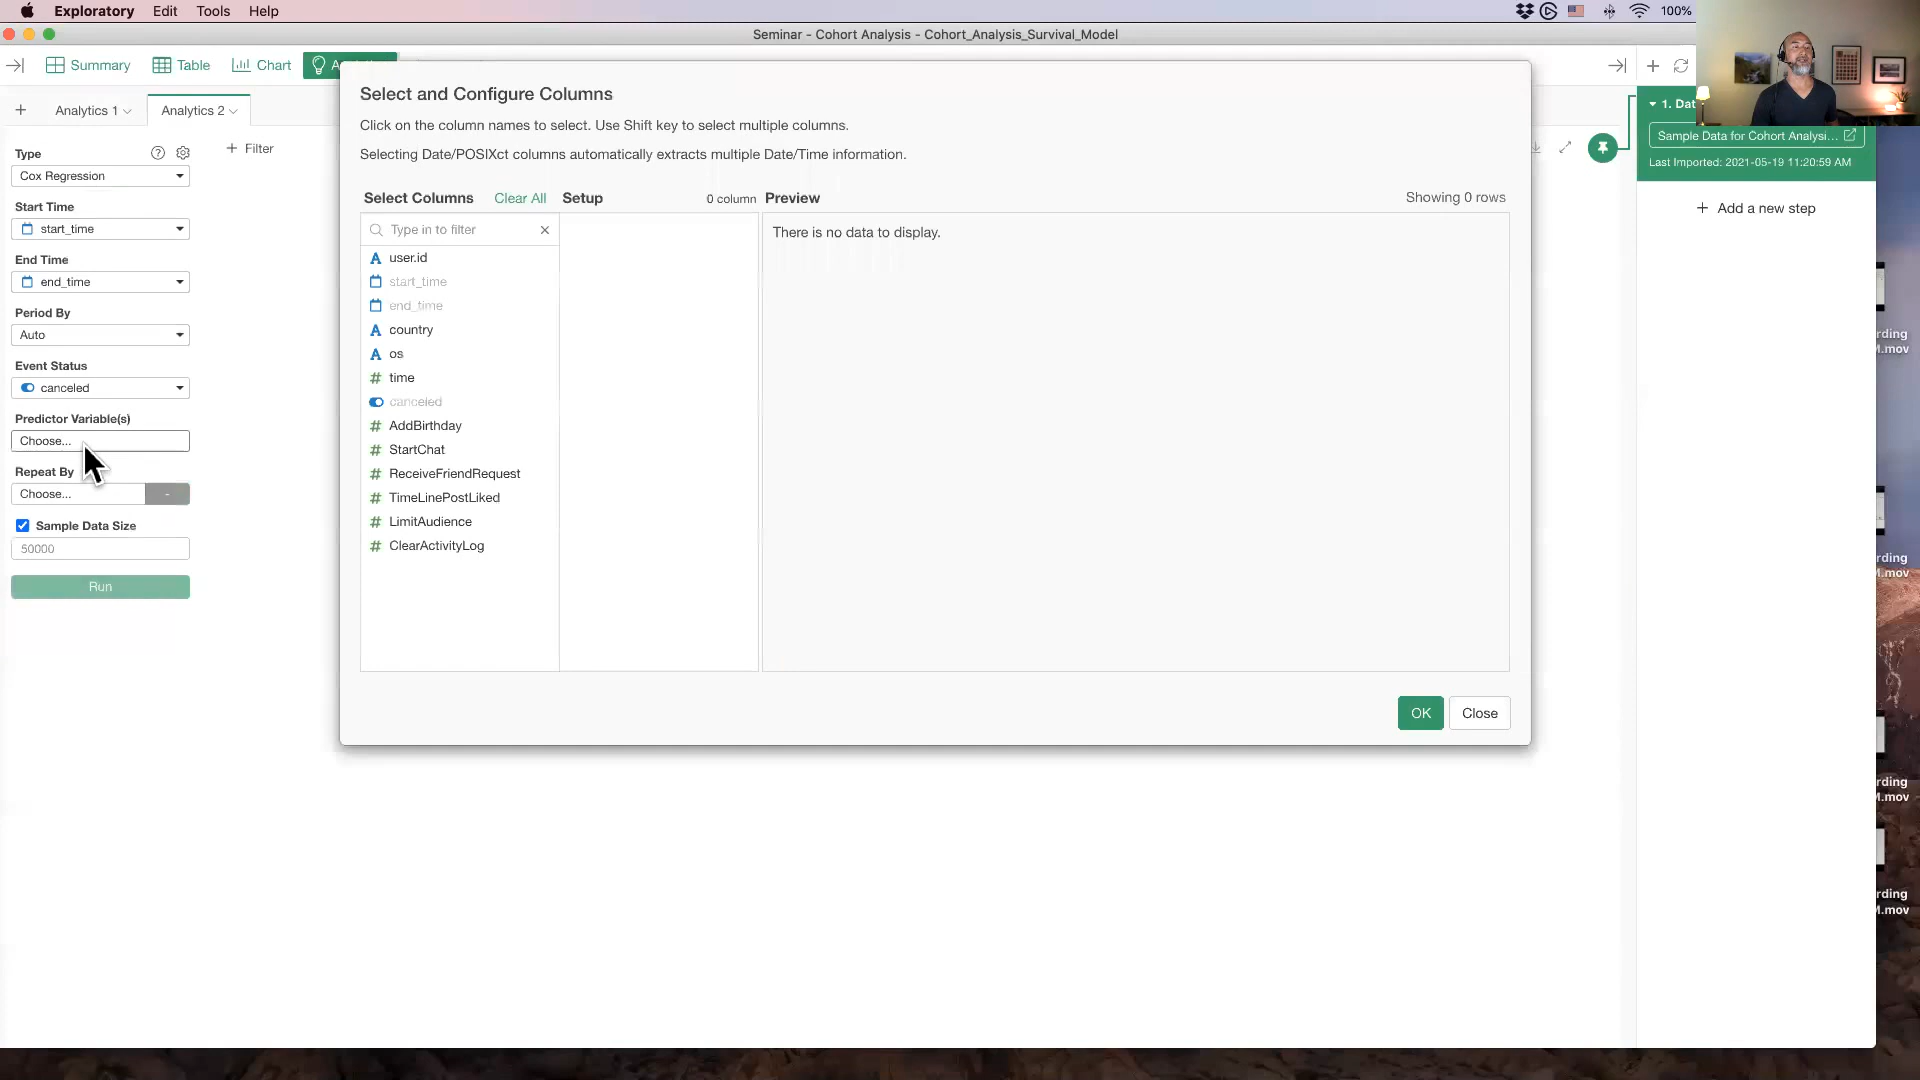 Exploratory Edit Tools Help
100%
Seminar - Cohort Analysis - Cohort_Analysis_Survival_Model
Summary Table Chart
Analytics 1 Analytics 2
Type
Cox Regression
Start Time
start_time
End Time
end_time
Period By
Auto
Event Status
canceled
Predictor Variable(s)
Choose...
Repeat By
Choose... -
Sample Data Size
50000
Run
+ Filter
Select and Configure Columns
Click on the column names to select. Use Shift key to select multiple columns.
Selecting Date/POSIXct columns automatically extracts multiple Date/Time information.
Select Columns Clear All Setup 0 column Preview Showing 0 rows
Type in to filter
user.id
start_time
end_time
country
os
# time
canceled
# AddBirthday
# StartChat
# ReceiveFriendRequest
# TimeLinePostLiked
# LimitAudience
# ClearActivityLog
There is no data to display.
OK Close
1. Dat
Sample Data for Cohort Analysi...
Last Imported: 2021-05-19 11:20:59 AM
+ Add a new step
rding
M.mov
rding
M.mov
rding
M.mov
rding
M.mov